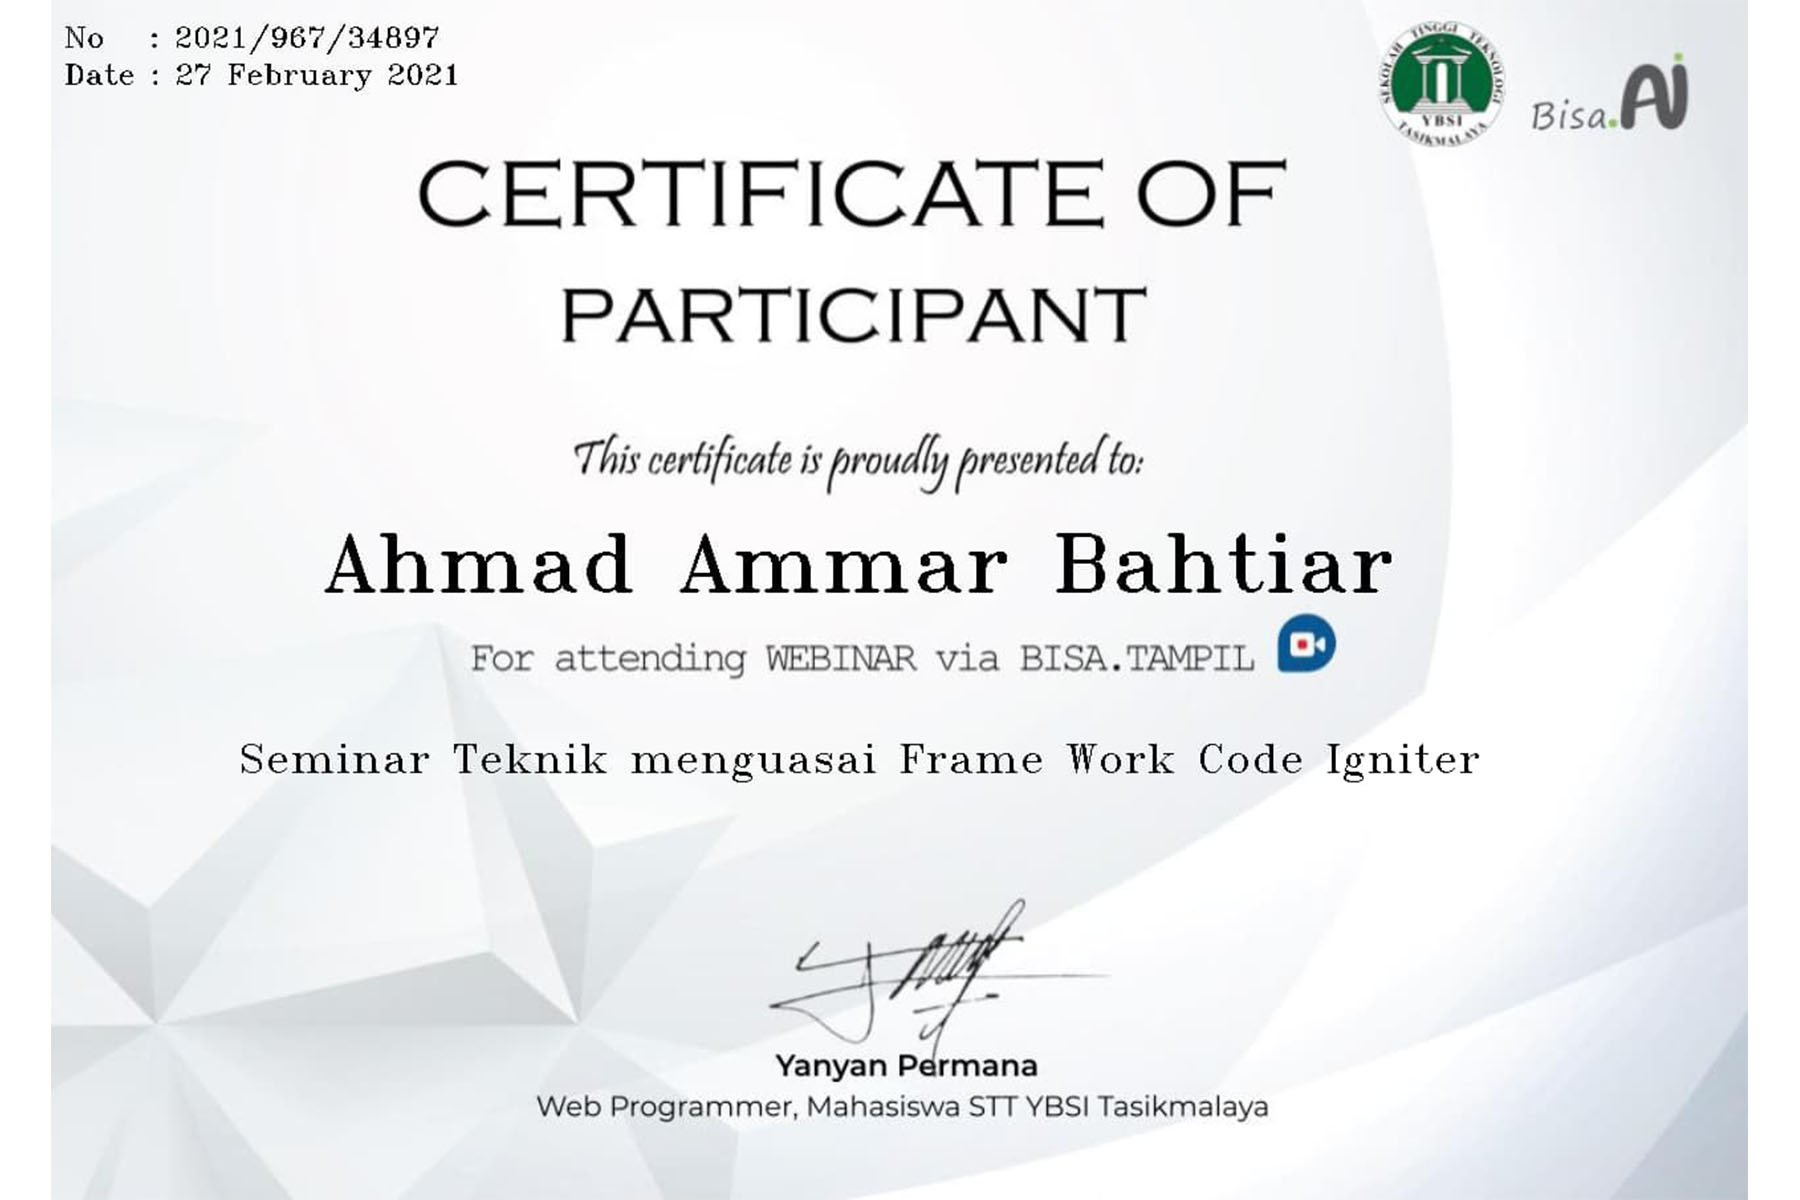 No : 2021/967/34897
Date : 27 February 2021
SEKOLAH TINGGI TEKNOLOGI
YBSI
TASIKMALAYA
Bisa.AI
CERTIFICATE OF
PARTICIPANT
This certificate is proudly presented to:
Ahmad Ammar Bahtiar
For attending WEBINAR via BISA.TAMPIL
Seminar Teknik menguasai Frame Work Code Igniter
Yanyan Permana
Web Programmer, Mahasiswa STT YBSI Tasikmalaya